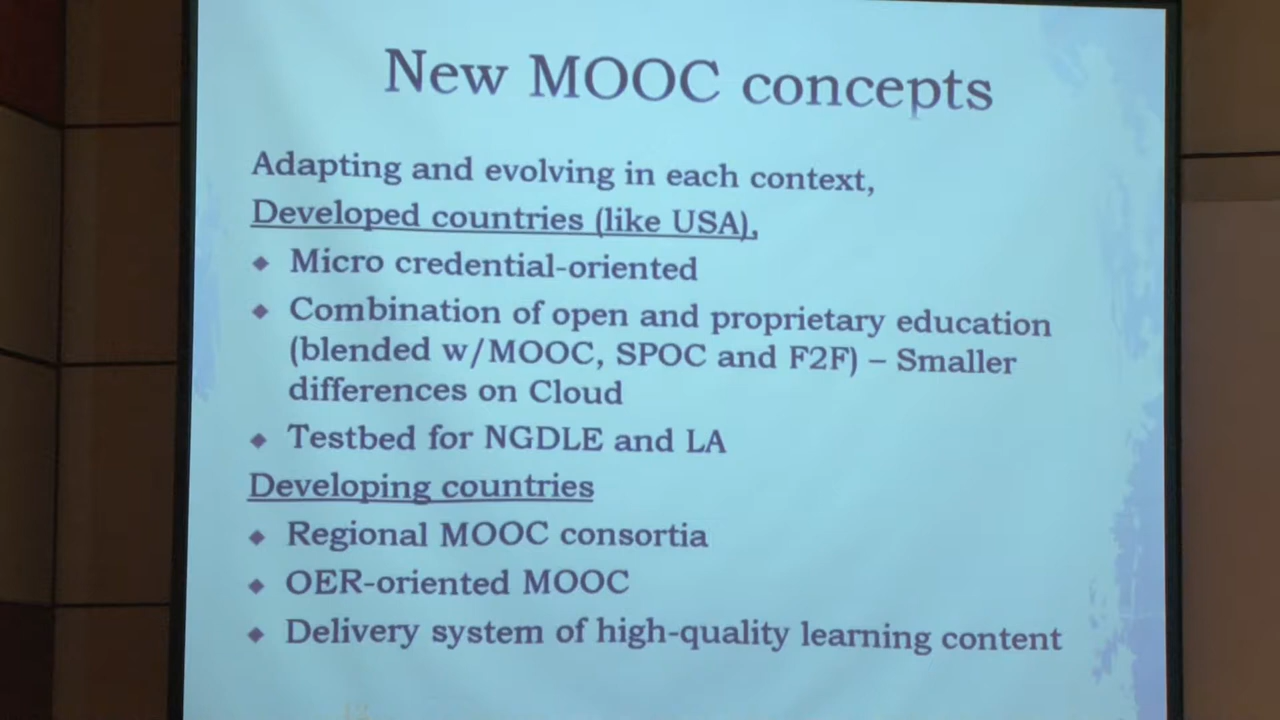 New MOOC concepts
Adapting and evolving in each context,
Developed countries (like USA),
◆ Micro credential-oriented
◆ Combination of open and proprietary education
(blended w/MOOC, SPOC and F2F) – Smaller
differences on Cloud
◆ Testbed for NGDLE and LA
Developing countries
◆ Regional MOOC consortia
◆ OER-oriented MOOC
◆ Delivery system of high-quality learning content